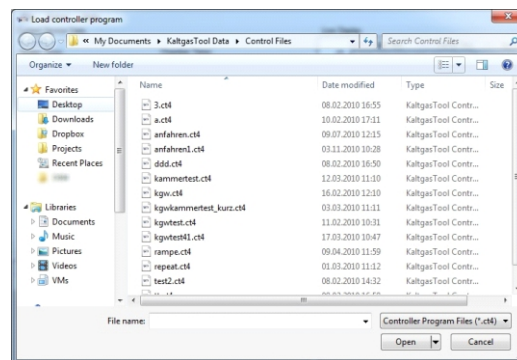 Load controller program
« My Documents ▸ KaltgasTool Data ▸ Control Files
Search Control Files
Organize
New folder
Name Date modified Type Size
Favorites
Desktop
Downloads
Dropbox
Projects
Recent Places
Libraries
Documents
Music
Pictures
Videos
VMs
3.ct4 08.02.2010 16:55 KaltgasTool Contr...
a.ct4 10.02.2010 17:11 KaltgasTool Contr...
anfahren.ct4 09.07.2010 12:15 KaltgasTool Contr...
anfahren1.ct4 03.11.2010 10:28 KaltgasTool Contr...
ddd.ct4 08.02.2010 16:50 KaltgasTool Contr...
kammertest.ct4 12.03.2010 11:10 KaltgasTool Contr...
kgw.ct4 16.02.2010 12:10 KaltgasTool Contr...
kgwkammertest_kurz.ct4 03.03.2010 11:11 KaltgasTool Contr...
kgwtest.ct4 11.02.2010 10:31 KaltgasTool Contr...
kgwtest41.ct4 17.03.2010 10:47 KaltgasTool Contr...
rampe.ct4 09.04.2010 11:59 KaltgasTool Contr...
repeat.ct4 01.03.2010 11:12 KaltgasTool Contr...
test2.ct4 08.02.2010 14:32 KaltgasTool Contr...
File name:
Controller Program Files (*.ct4)
Open
Cancel